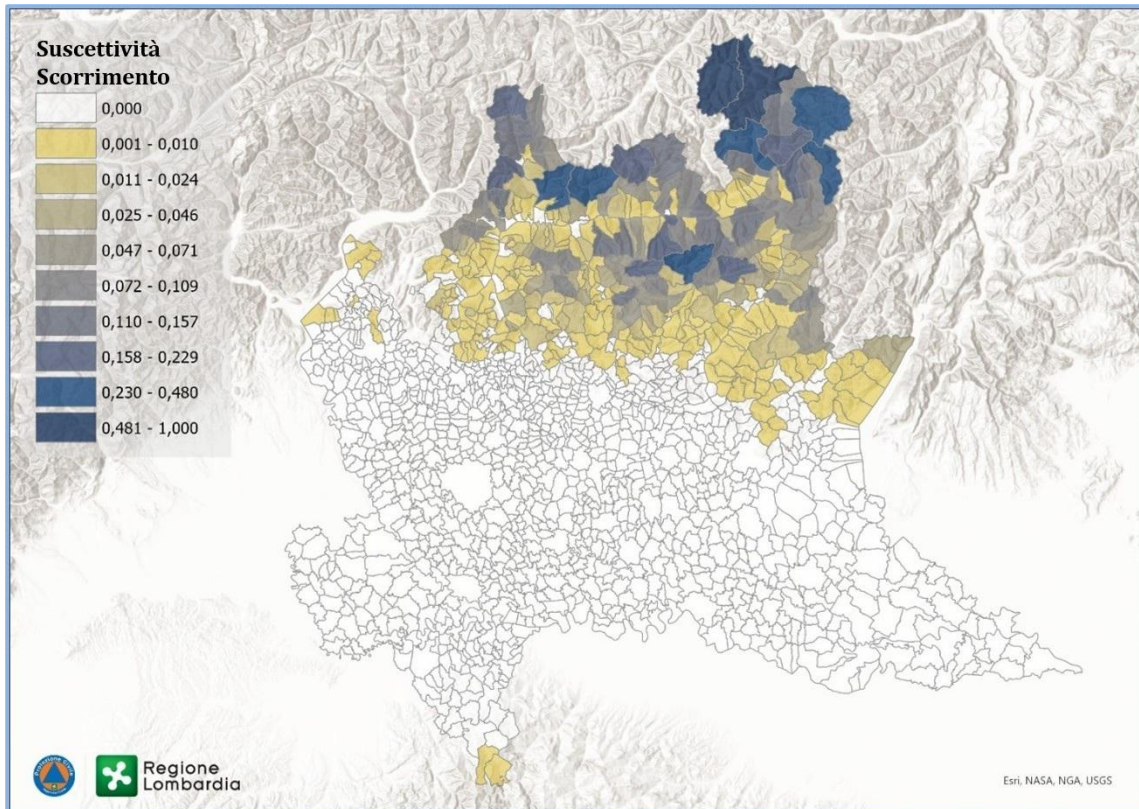 Suscettività
Scorrimento
0,000
0,001 - 0,010
0,011 - 0,024
0,025 - 0,046
0,047 - 0,071
0,072 - 0,109
0,110 - 0,157
0,158 - 0,229
0,230 - 0,480
0,481 - 1,000
Protezione Civile
Regione
Lombardia
Esri, NASA, NGA, USGS